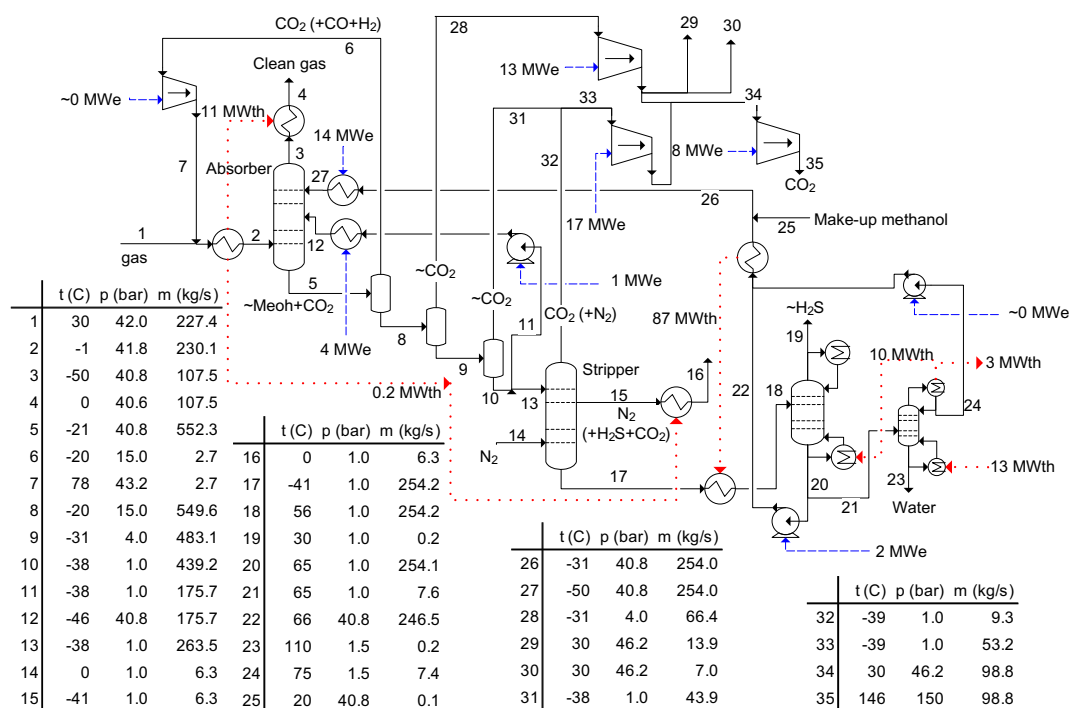 CO2 (+CO+H2)
28
29
30
6
Clean gas
13 MWe
4
33
34
~0 MWe
11 MWth
31
14 MWe
8 MWe
35
3
32
CO2
7
Absorber
27
17 MWe
26
Make-up methanol
25
1
2
12
gas
~CO2
5
~Meoh+CO2
~CO2
1 MWe
~H2S
CO2 (+N2)
11
87 MWth
19
~0 MWe
8
4 MWe
10 MWth
3 MWth
9
Stripper
16
22
0.2 MWth
10
13
15
18
24
N2
(+H2S+CO2)
14
N2
17
13 MWth
20
21
23
Water
2 MWe
t (C) p (bar) m (kg/s)
1 30 42.0 227.4
2 -1 41.8 230.1
3 -50 40.8 107.5
4 0 40.6 107.5
5 -21 40.8 552.3
6 -20 15.0 2.7
7 78 43.2 2.7
8 -20 15.0 549.6
9 -31 4.0 483.1
10 -38 1.0 439.2
11 -38 1.0 175.7
12 -46 40.8 175.7
13 -38 1.0 263.5
14 0 1.0 6.3
15 -41 1.0 6.3
t (C) p (bar) m (kg/s)
16 0 1.0 6.3
17 -41 1.0 254.2
18 56 1.0 254.2
19 30 1.0 0.2
20 65 1.0 254.1
21 65 1.0 7.6
22 66 40.8 246.5
23 110 1.5 0.2
24 75 1.5 7.4
25 20 40.8 0.1
t (C) p (bar) m (kg/s)
26 -31 40.8 254.0
27 -50 40.8 254.0
28 -31 4.0 66.4
29 30 46.2 13.9
30 30 46.2 7.0
31 -38 1.0 43.9
t (C) p (bar) m (kg/s)
32 -39 1.0 9.3
33 -39 1.0 53.2
34 30 46.2 98.8
35 146 150 98.8